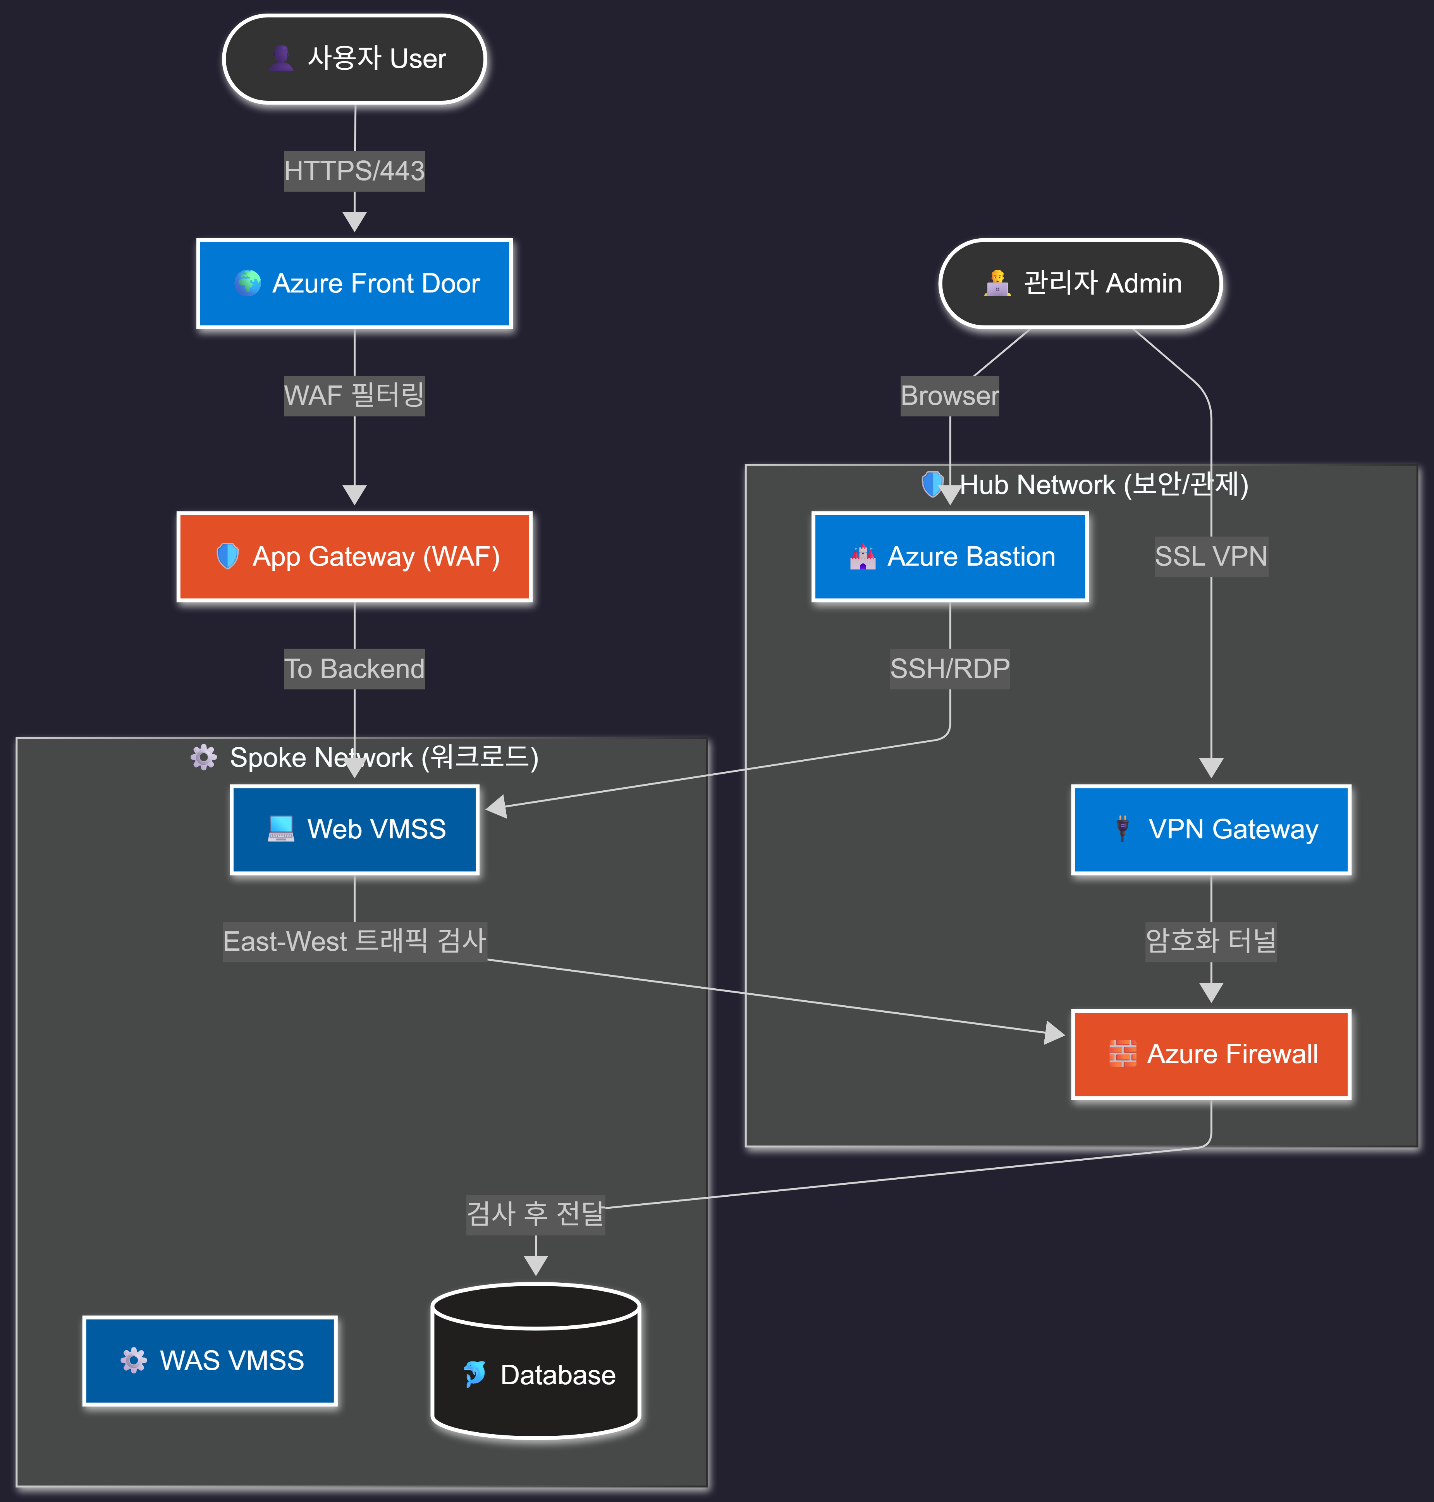 사용자 User
HTTPS/443
Azure Front Door
관리자 Admin
WAF 필터링
Browser
Hub Network (보안/관제)
App Gateway (WAF)
Azure Bastion
SSL VPN
To Backend
SSH/RDP
Spoke Network (워크로드)
Web VMSS
VPN Gateway
East-West 트래픽 검사
암호화 터널
Azure Firewall
검사 후 전달
WAS VMSS
Database